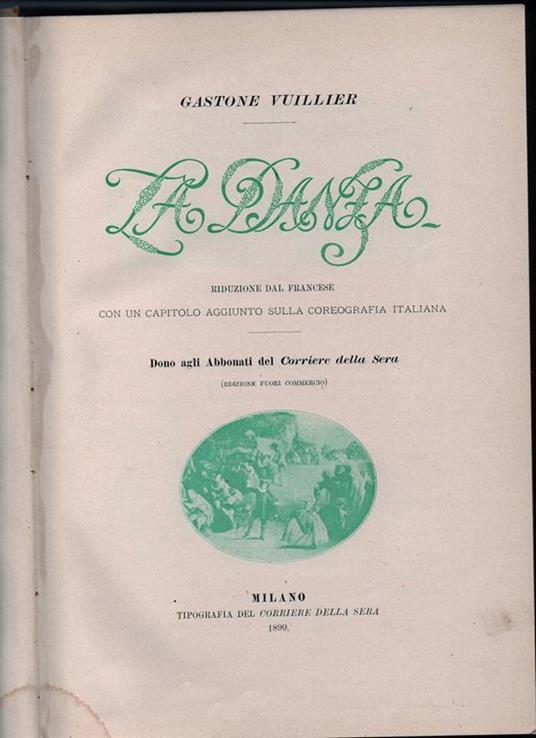 GASTONE VUILLIER
LA DANZA
RIDUZIONE DAL FRANCESE
CON UN CAPITOLO AGGIUNTO SULLA COREOGRAFIA ITALIANA
Dono agli Abbonati del Corriere della Sera
(EDIZIONE FUORI COMMERCIO)
MILANO
TIPOGRAFIA DEL CORRIERE DELLA SERA
1899.